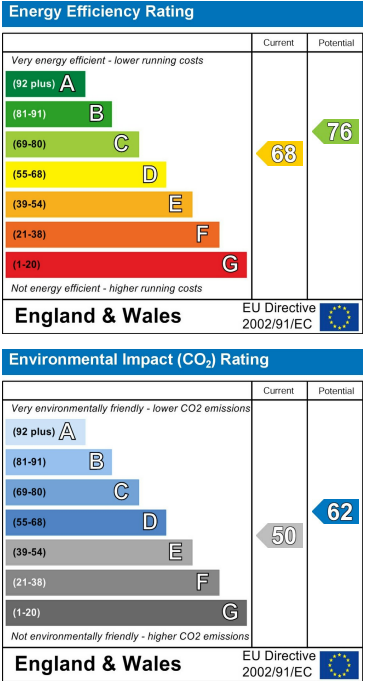 Energy Efficiency Rating
Current Potential
Very energy efficient - lower running costs
(92 plus) A
(81-91) B
(69-80) C
(55-68) D
(39-54) E
(21-38) F
(1-20) G
68
76
Not energy efficient - higher running costs
England & Wales
EU Directive
2002/91/EC
Environmental Impact (CO₂) Rating
Current Potential
Very environmentally friendly - lower CO2 emissions
(92 plus) A
(81-91) B
(69-80) C
(55-68) D
(39-54) E
(21-38) F
(1-20) G
50
62
Not environmentally friendly - higher CO2 emissions
England & Wales
EU Directive
2002/91/EC